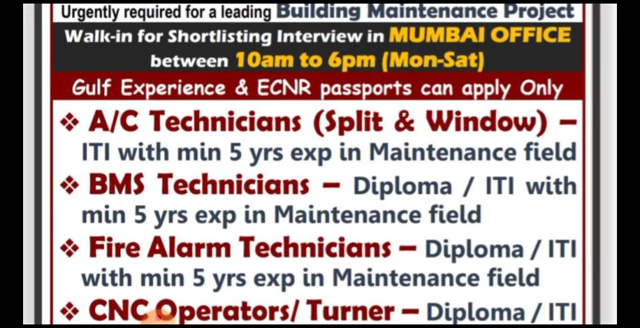 Urgently required for a leading Building Maintenance Project
Walk-in for Shortlisting Interview in MUMBAI OFFICE
between 10am to 6pm (Mon-Sat)
Gulf Experience & ECNR passports can apply Only
❖ A/C Technicians (Split & Window) –
ITI with min 5 yrs exp in Maintenance field
❖ BMS Technicians – Diploma / ITI with
min 5 yrs exp in Maintenance field
❖ Fire Alarm Technicians – Diploma / ITI
with min 5 yrs exp in Maintenance field
❖ CNC Operators/ Turner – Diploma / ITI